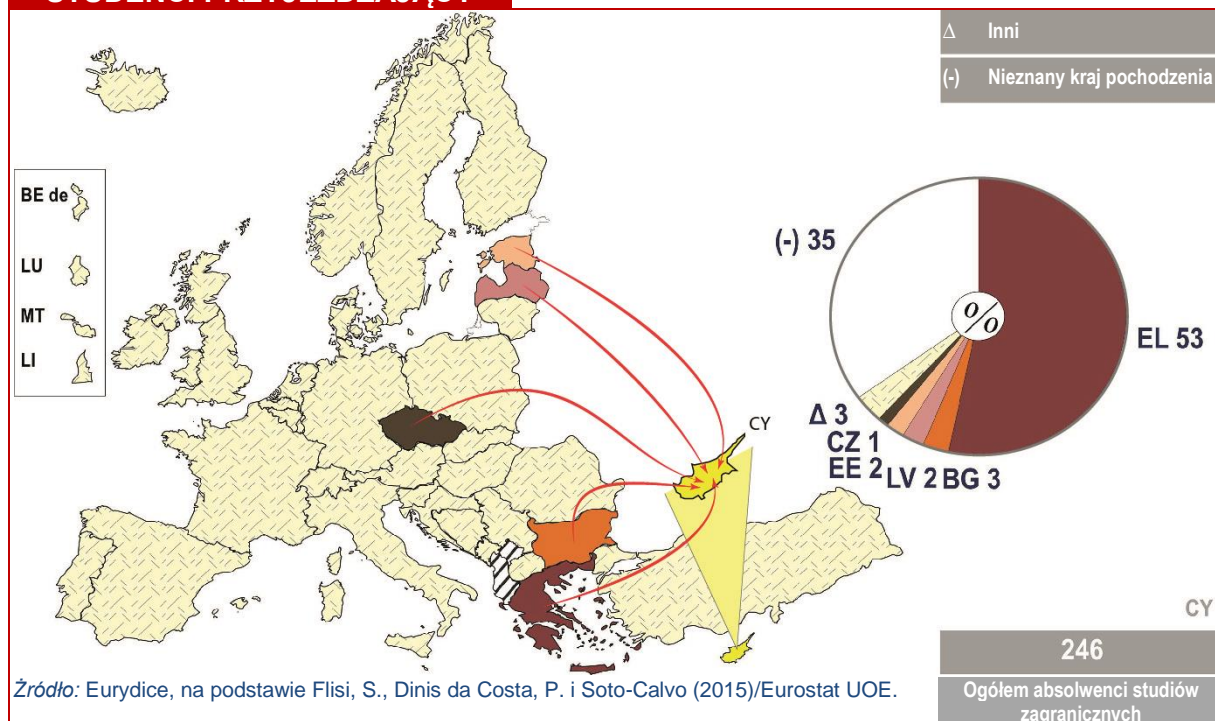 STUDENCI PRZYJEŻDŻAJĄCY
Δ Inni
(-) Nieznany kraj pochodzenia
BE de
LU
MT
LI
CY
(-) 35
%
EL 53
Δ 3
CZ 1
EE 2
LV 2
BG 3
CY
246
Ogółem absolwenci studiów
zagranicznych
Źródło: Eurydice, na podstawie Flisi, S., Dinis da Costa, P. i Soto-Calvo (2015)/Eurostat UOE.